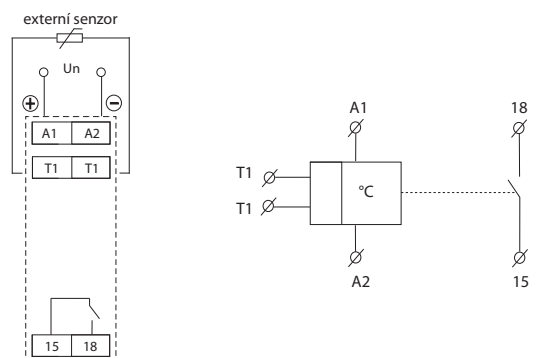 externí senzor
Un
+ −
A1 A2
T1 T1
15 18
A1
18
T1
T1
°C
A2
15